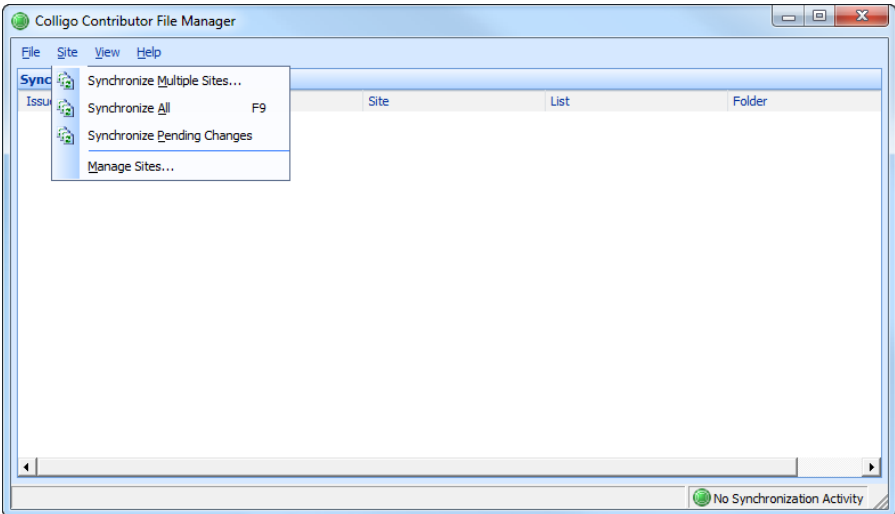 Colligo Contributor File Manager
File Site View Help
Sync
Issu Site List Folder
Synchronize Multiple Sites...
Synchronize All F9
Synchronize Pending Changes
Manage Sites...
No Synchronization Activity